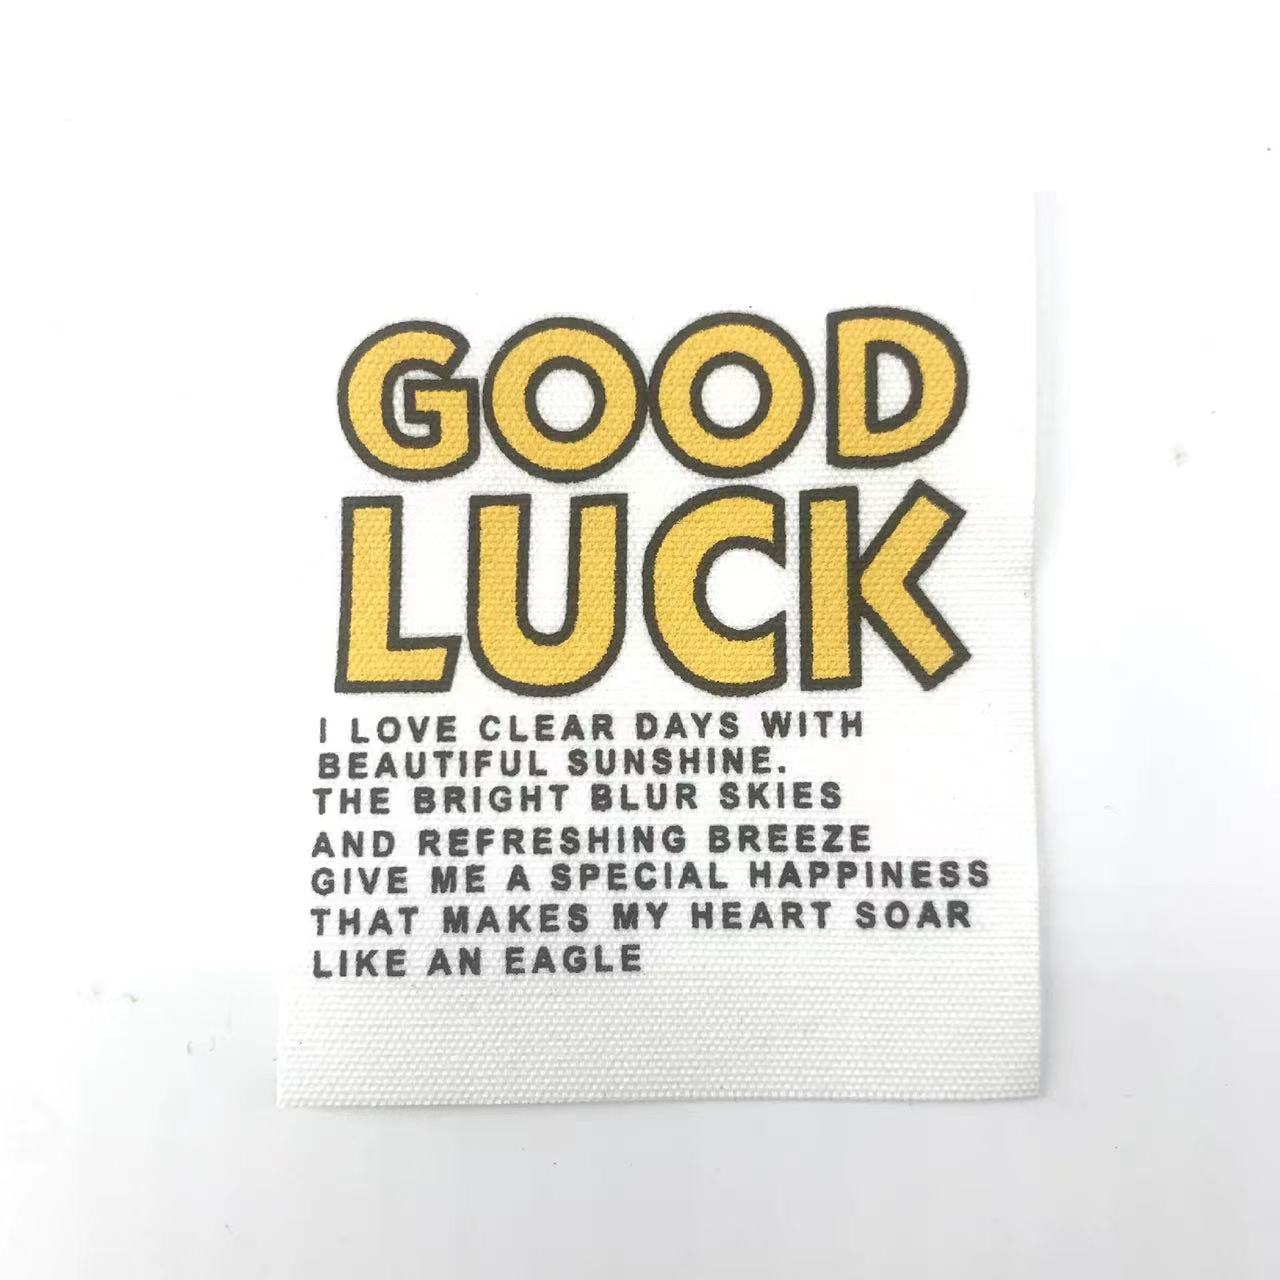 GOOD
LUCK
I LOVE CLEAR DAYS WITH
BEAUTIFUL SUNSHINE.
THE BRIGHT BLUR SKIES
AND REFRESHING BREEZE
GIVE ME A SPECIAL HAPPINESS
THAT MAKES MY HEART SOAR
LIKE AN EAGLE